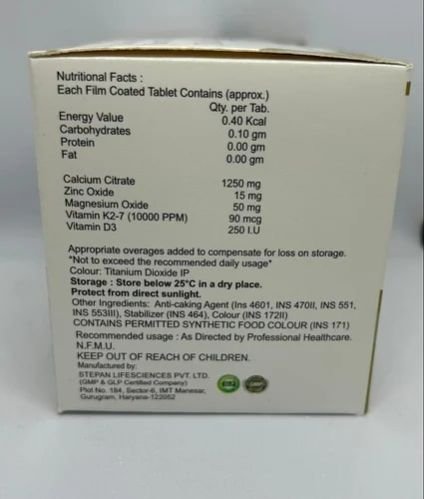 Nutritional Facts :
Each Film Coated Tablet Contains (approx.)
Qty. per Tab.
Energy Value 0.40 Kcal
Carbohydrates 0.10 gm
Protein 0.00 gm
Fat 0.00 gm
Calcium Citrate 1250 mg
Zinc Oxide 15 mg
Magnesium Oxide 50 mg
Vitamin K2-7 (10000 PPM) 90 mcg
Vitamin D3 250 I.U
Appropriate overages added to compensate for loss on storage.
*Not to exceed the recommended daily usage*
Colour: Titanium Dioxide IP
Storage : Store below 25°C in a dry place.
Protect from direct sunlight.
Other Ingredients: Anti-caking Agent (Ins 4601, INS 470II, INS 551,
INS 553III), Stabilizer (INS 464), Colour (INS 172II)
CONTAINS PERMITTED SYNTHETIC FOOD COLOUR (INS 171)
Recommended usage : As Directed by Professional Healthcare.
N.F.M.U.
KEEP OUT OF REACH OF CHILDREN.
Manufactured by:
STEPAN LIFESCIENCES PVT. LTD.
(GMP & GLP Certified Company)
Plot No. 184, Sector-6, IMT Manesar,
Gurugram, Haryana-122052